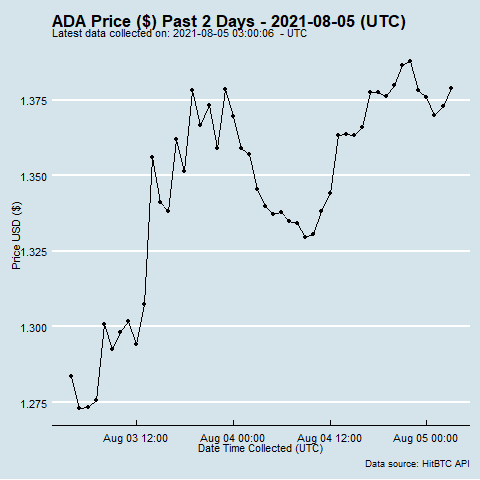 ADA Price ($) Past 2 Days - 2021-08-05 (UTC)
Latest data collected on: 2021-08-05 03:00:06  - UTC
Price USD ($)
1.375
1.350
1.325
1.300
1.275
Aug 03 12:00
Aug 04 00:00
Aug 04 12:00
Aug 05 00:00
Date Time Collected (UTC)
Data source: HitBTC API